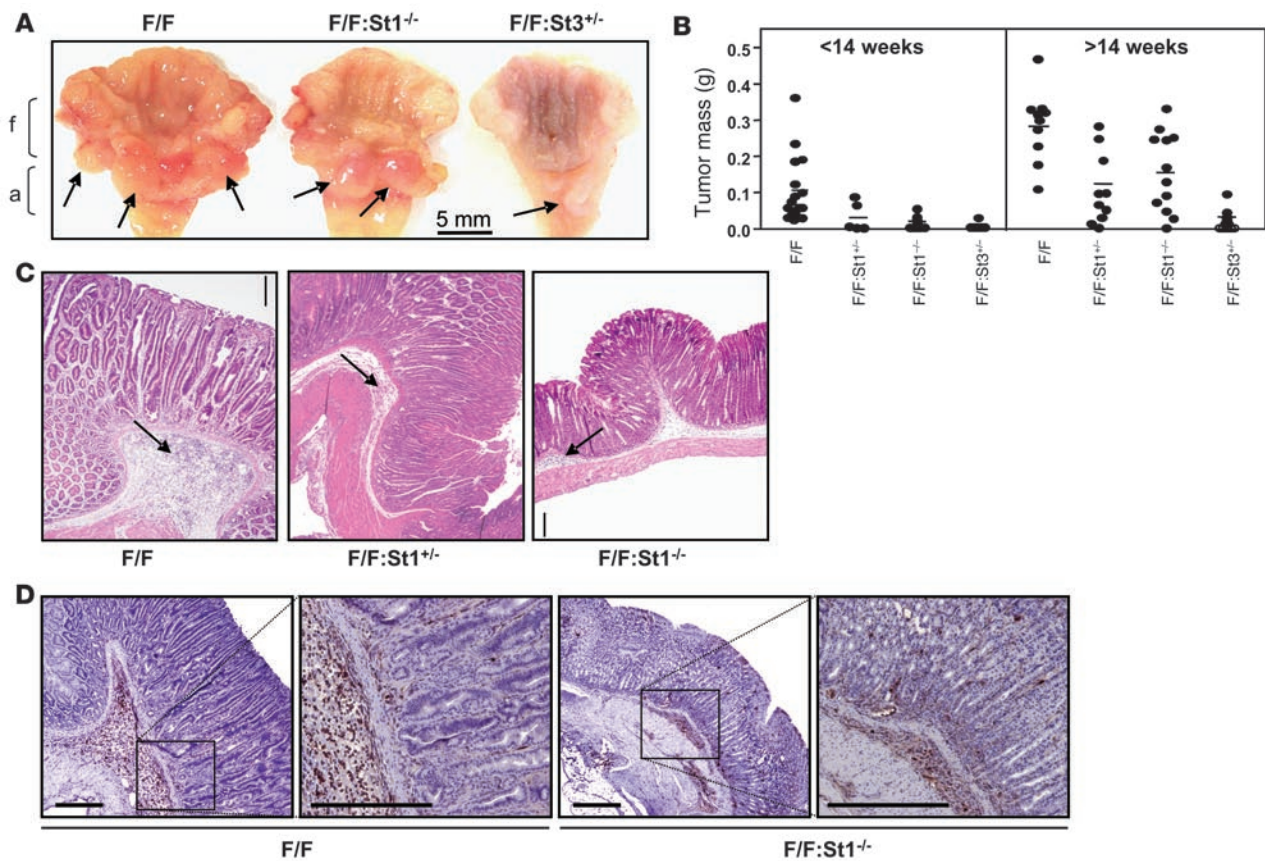 A
F/F
F/F:St1-/-
F/F:St3+/-
f
a
5 mm
B
<14 weeks
>14 weeks
Tumor mass (g)
0.5
0.4
0.3
0.2
0.1
0.0
F/F
F/F:St1+/-
F/F:St1-/-
F/F:St3+/-
F/F
F/F:St1+/-
F/F:St1-/-
F/F:St3+/-
C
F/F
F/F:St1+/-
F/F:St1-/-
D
F/F
F/F:St1-/-